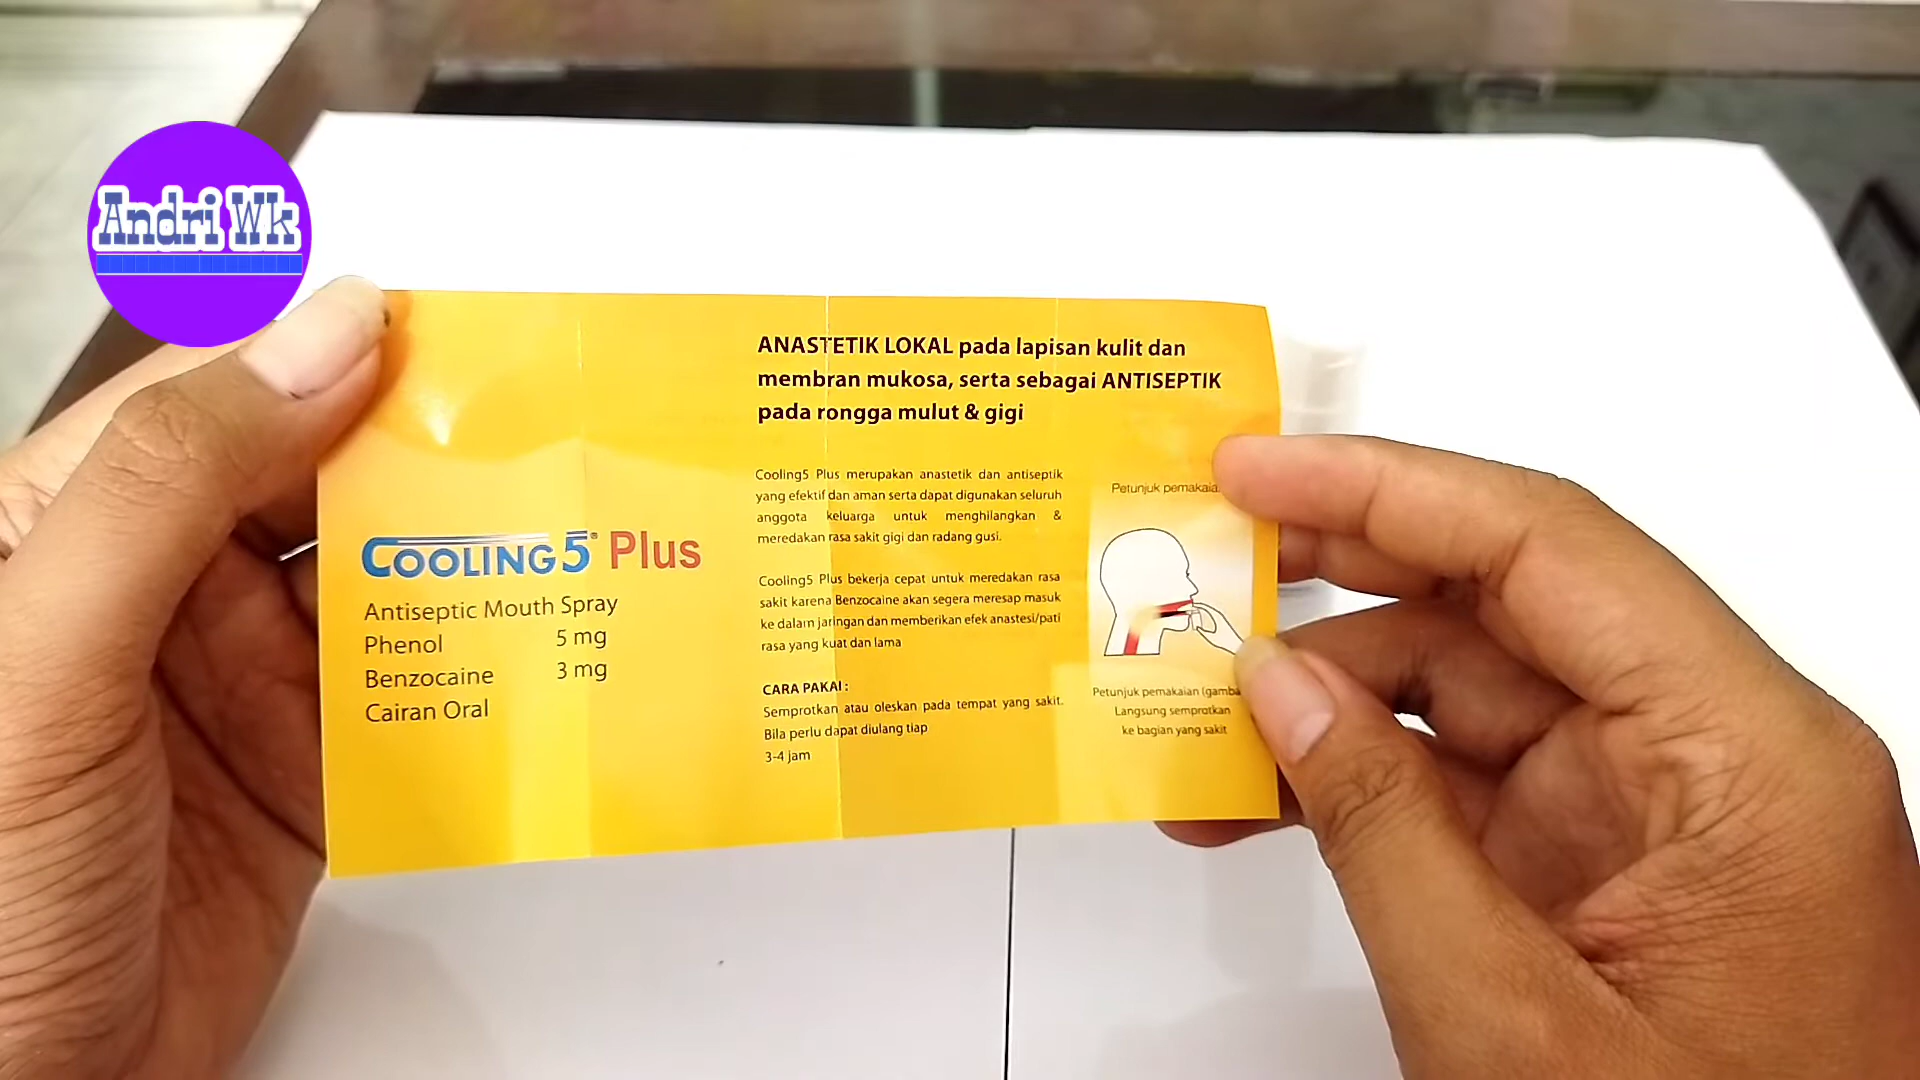 Andri Wk
ANASTETIK LOKAL pada lapisan kulit dan
membran mukosa, serta sebagai ANTISEPTIK
pada rongga mulut & gigi
COOLING5® Plus
Antiseptic Mouth Spray
Phenol 5 mg
Benzocaine 3 mg
Cairan Oral
Cooling5 Plus merupakan anastetik dan antiseptik
yang efektif dan aman serta dapat digunakan seluruh
anggota keluarga untuk menghilangkan &
meredakan rasa sakit gigi dan radang gusi.
Cooling5 Plus bekerja cepat untuk meredakan rasa
sakit karena Benzocaine akan segera meresap masuk
ke dalam jaringan dan memberikan efek anastesi/pati
rasa yang kuat dan lama
CARA PAKAI :
Semprotkan atau oleskan pada tempat yang sakit.
Bila perlu dapat diulang tiap
3-4 jam
Petunjuk pemakaia
Petunjuk pemakaian (gamba
Langsung semprotkan
ke bagian yang sakit